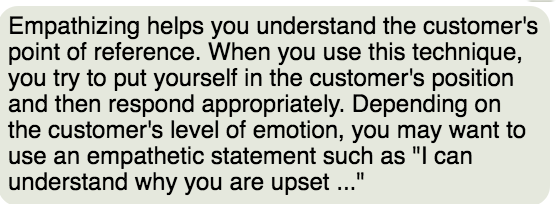 Empathizing helps you understand the customer's
point of reference. When you use this technique,
you try to put yourself in the customer's position
and then respond appropriately. Depending on
the customer's level of emotion, you may want to
use an empathetic statement such as "I can
understand why you are upset ..."